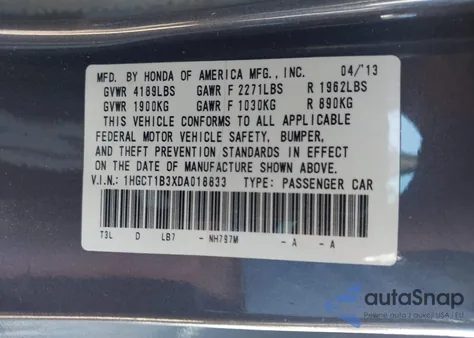 MFD. BY HONDA OF AMERICA MFG., INC. 04/'13
GVWR 4189LBS GAWR F 2271LBS R 1962LBS
GVWR 1900KG GAWR F 1030KG R 890KG
THIS VEHICLE CONFORMS TO ALL APPLICABLE
FEDERAL MOTOR VEHICLE SAFETY, BUMPER,
AND THEFT PREVENTION STANDARDS IN EFFECT
ON THE DATE OF MANUFACTURE SHOWN ABOVE.
V.I.N.: 1HGCT1B3XDA018833 TYPE: PASSENGER CAR
T3L D LB7 - NH797M - A - A
autoSnap